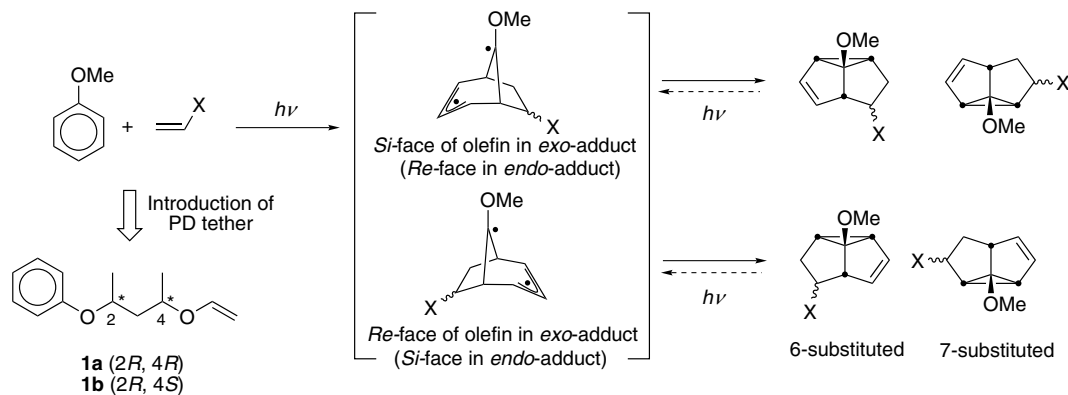 OMe
+
X
hν
Introduction of
PD tether
O
2
*
4
*
O
1a (2R, 4R)
1b (2R, 4S)
OMe
X
Si-face of olefin in exo-adduct
(Re-face in endo-adduct)
OMe
X
Re-face of olefin in exo-adduct
(Si-face in endo-adduct)
hν
OMe
X
X
OMe
hν
OMe
X
X
OMe
6-substituted
7-substituted